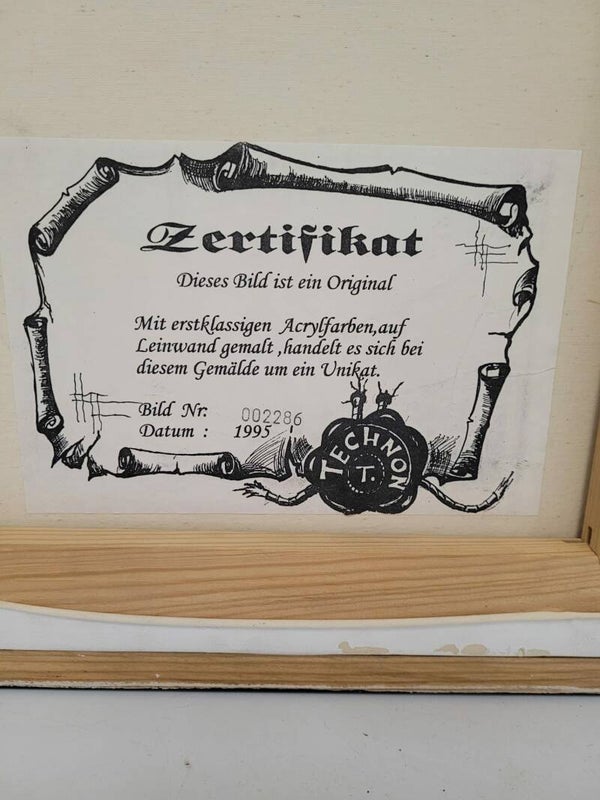 Zertifikat
Dieses Bild ist ein Original
Mit erstklassigen Acrylfarben,auf
Leinwand gemalt ,handelt es sich bei
diesem Gemälde um ein Unikat.
Bild Nr: 002286
Datum : 1995
TECHNON
T.